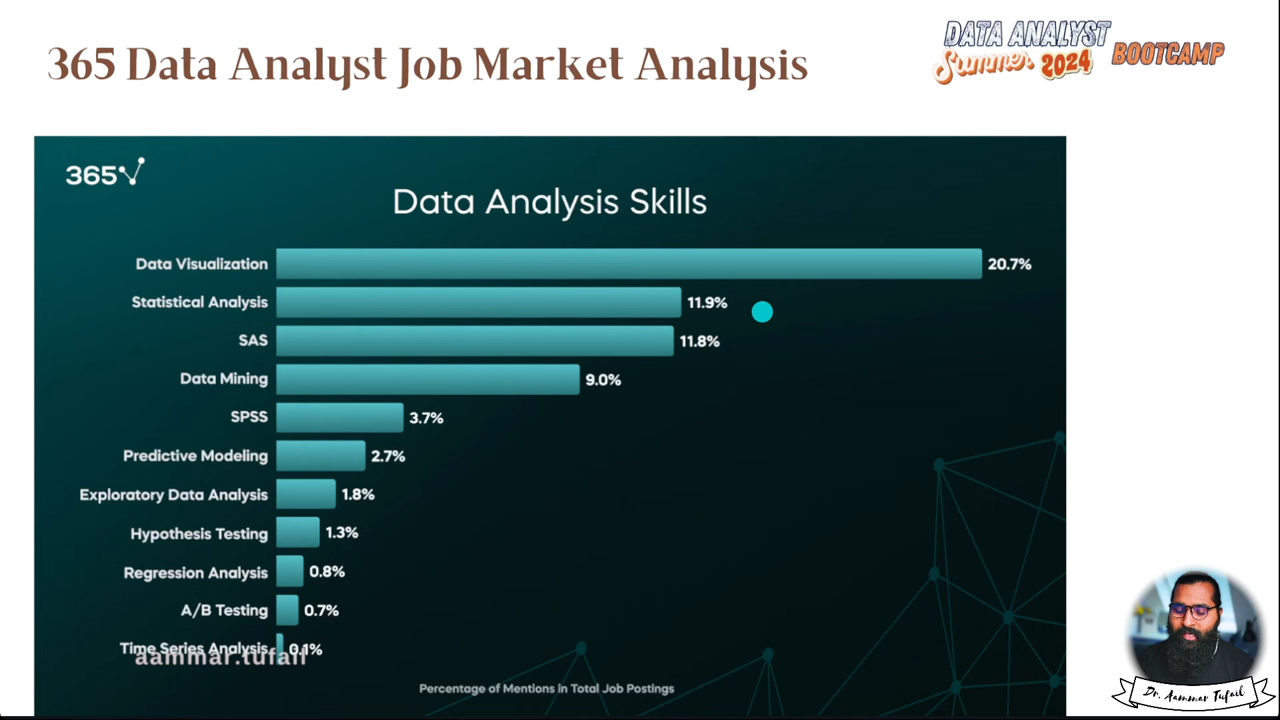 365 Data Analyst Job Market Analysis
DATA ANALYST
Summer 2024 BOOTCAMP
365
Data Analysis Skills
Data Visualization 20.7%
Statistical Analysis 11.9%
SAS 11.8%
Data Mining 9.0%
SPSS 3.7%
Predictive Modeling 2.7%
Exploratory Data Analysis 1.8%
Hypothesis Testing 1.3%
Regression Analysis 0.8%
A/B Testing 0.7%
Time Series Analysis 0.1%
aammar.tufail
Percentage of Mentions in Total Job Postings
Dr. Aammar Tufail